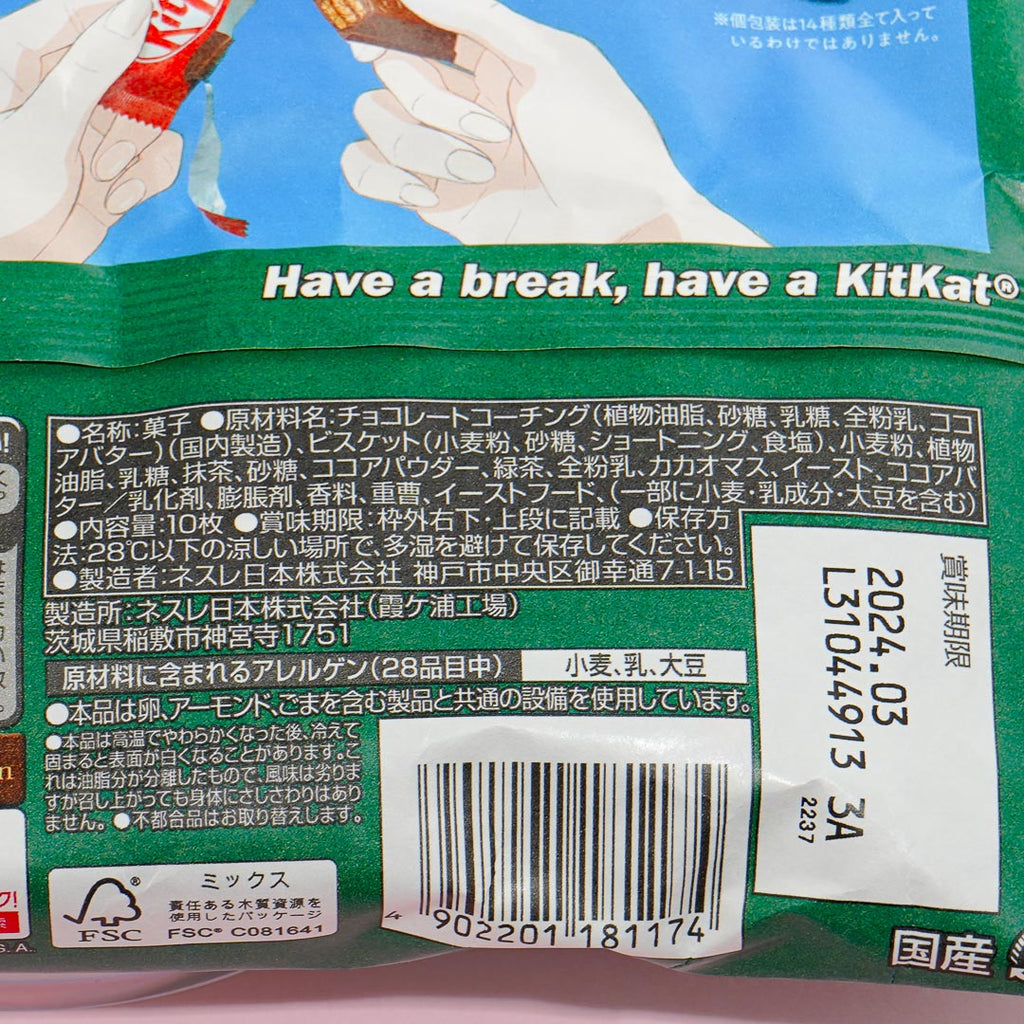 ※個包装は14種類全て入って
いるわけではありません。
Have a break, have a KitKat®
●名称:菓子 ●原材料名:チョコレートコーチング(植物油脂、砂糖、乳糖、全粉乳、ココ
アバター)(国内製造)、ビスケット(小麦粉、砂糖、ショートニング、食塩)、小麦粉、植物
油脂、乳糖、抹茶、砂糖、ココアパウダー、緑茶、全粉乳、カカオマス、イースト、ココアバ
ター/乳化剤、膨脹剤、香料、重曹、イーストフード、(一部に小麦・乳成分・大豆を含む)
●内容量:10枚 ●賞味期限:枠外右下・上段に記載 ●保存方
法:28℃以下の涼しい場所で、多湿を避けて保存してください。
●製造者:ネスレ日本株式会社 神戸市中央区御幸通7-1-15
製造所:ネスレ日本株式会社(霞ケ浦工場)
茨城県稲敷市神宮寺1751
原材料に含まれるアレルゲン(28品目中) 小麦、乳、大豆
●本品は卵、アーモンド、ごまを含む製品と共通の設備を使用しています。
●本品は高温でやわらかくなった後、冷えて
固まると表面が白くなることがあります。こ
れは油脂分が分離したもので、風味は劣りま
すが召し上がっても身体にさしさわりはあり
ません。●不都合品はお取り替えします。
賞味期限
2024.03
L31044913 3A
2237
FSC
®
ミックス
責任ある木質資源を
使用したパッケージ
FSC® C081641
4 902201 181174
国産